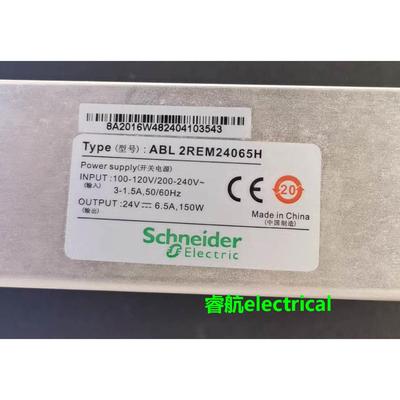 8A2016W482404103543
Type (型号): ABL 2REM24065H
Power supply(开关电源)
INPUT :100-120V/200-240V~
(输入) 3-1.5A,50/60Hz
OUTPUT :24V⎓6.5A,150W
(输出)
CE 20
Made in China
(中国制造)
Schneider
Electric
睿航electrical